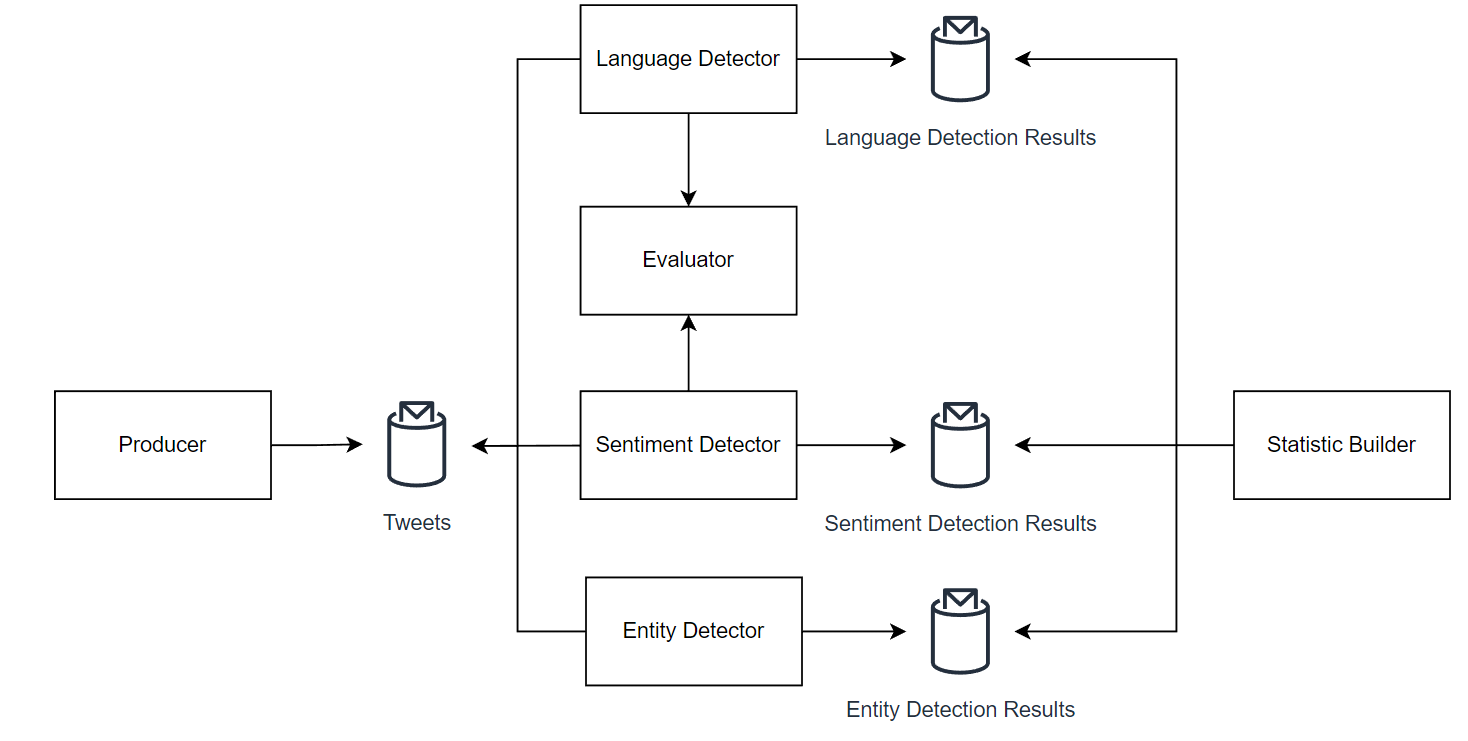 Language Detector
Language Detection Results
Evaluator
Producer
Tweets
Sentiment Detector
Sentiment Detection Results
Statistic Builder
Entity Detector
Entity Detection Results